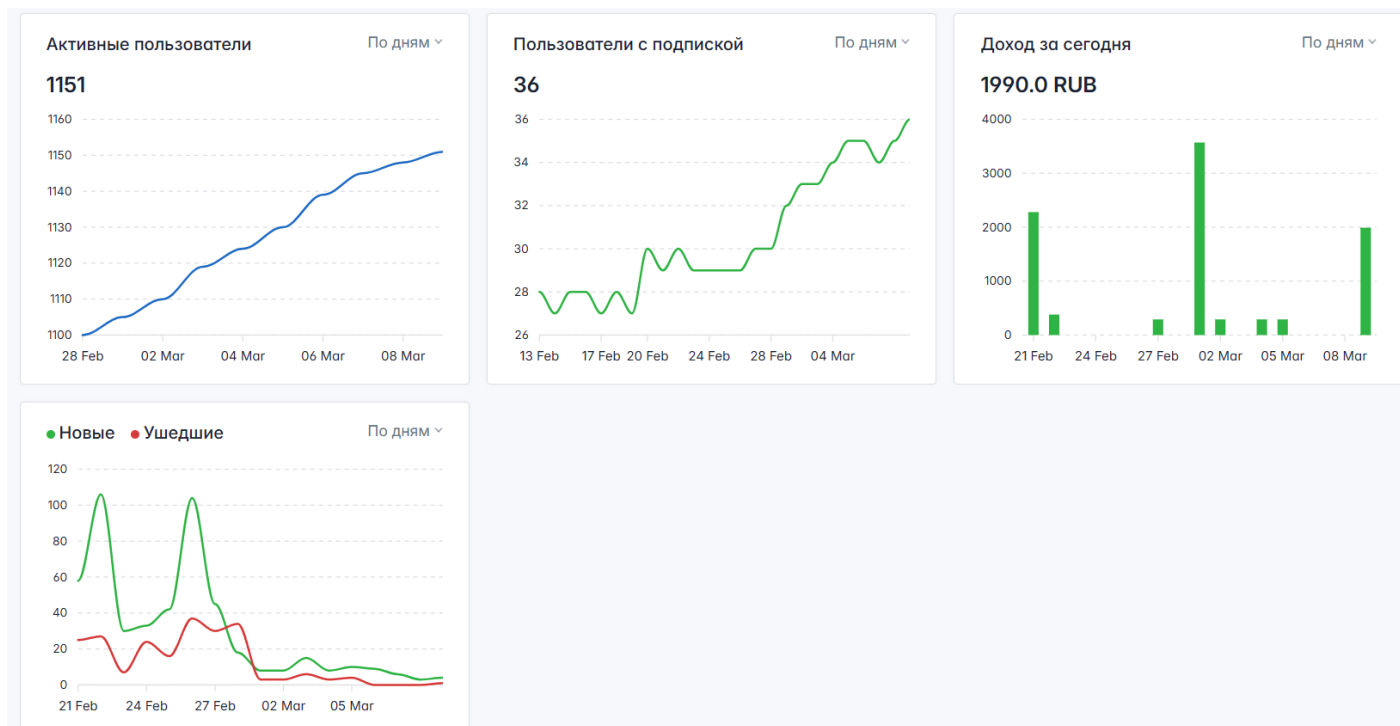 Активные пользователи
По дням
1151
1160
1150
1140
1130
1120
1110
1100
28 Feb 02 Mar 04 Mar 06 Mar 08 Mar
Пользователи с подпиской
По дням
36
36
34
32
30
28
26
13 Feb 17 Feb 20 Feb 24 Feb 28 Feb 04 Mar
Доход за сегодня
По дням
1990.0 RUB
4000
3000
2000
1000
0
21 Feb 24 Feb 27 Feb 02 Mar 05 Mar 08 Mar
Новые Ушедшие
По дням
120
100
80
60
40
20
0
21 Feb 24 Feb 27 Feb 02 Mar 05 Mar